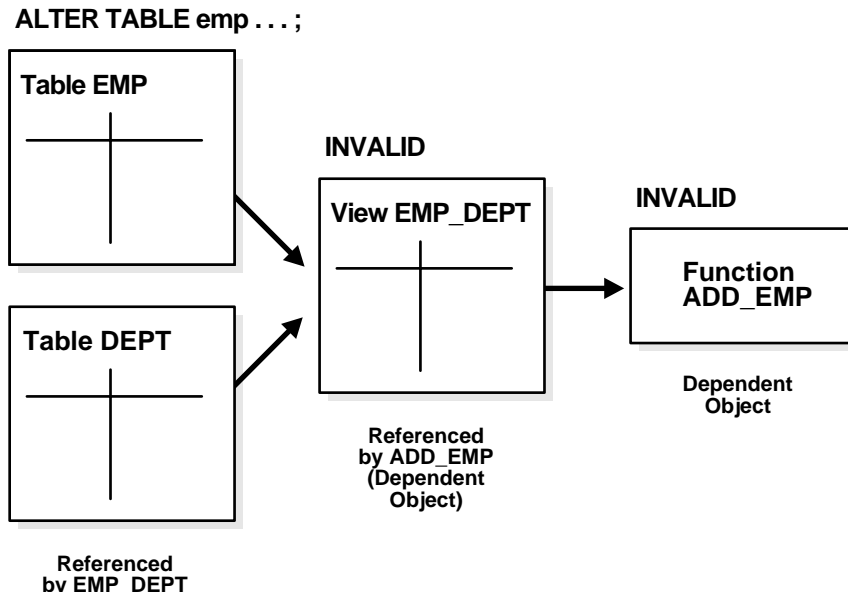 ALTER TABLE emp . . . ;
Table EMP
INVALID
View EMP_DEPT
INVALID
Function
ADD_EMP
Table DEPT
Dependent
Object
Referenced
by ADD_EMP
(Dependent
Object)
Referenced
by EMP_DEPT